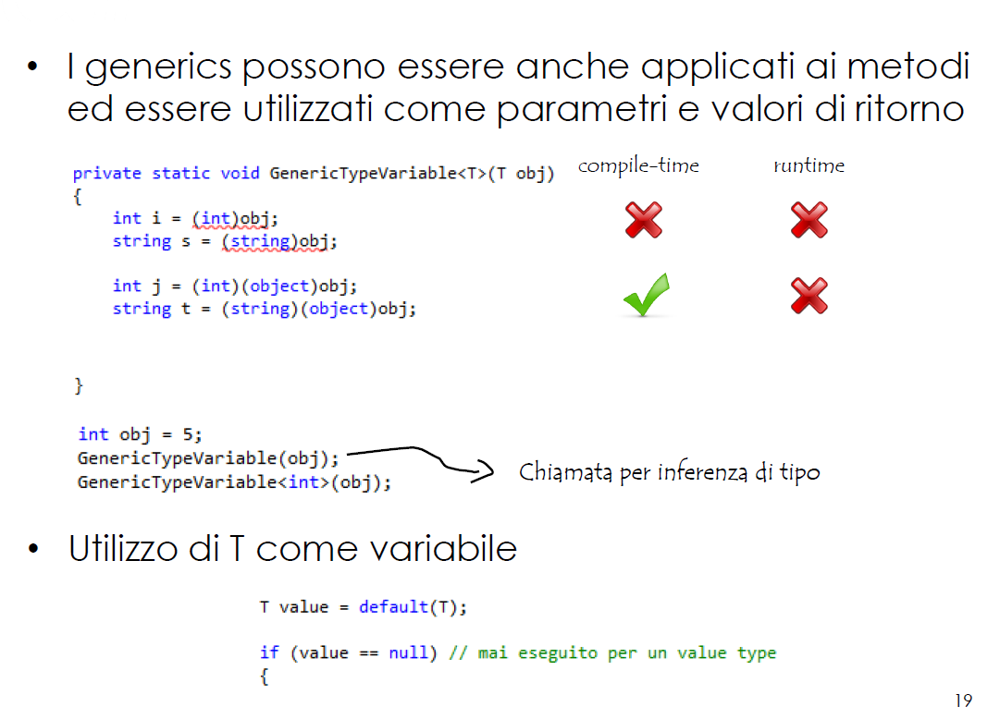 • I generics possono essere anche applicati ai metodi
ed essere utilizzati come parametri e valori di ritorno
compile-time runtime
private static void GenericTypeVariable<T>(T obj)
{
int i = (int)obj;
string s = (string)obj;
int j = (int)(object)obj;
string t = (string)(object)obj;
}
int obj = 5;
GenericTypeVariable(obj);
GenericTypeVariable<int>(obj);
Chiamata per inferenza di tipo
• Utilizzo di T come variabile
T value = default(T);
if (value == null) // mai eseguito per un value type
{
19